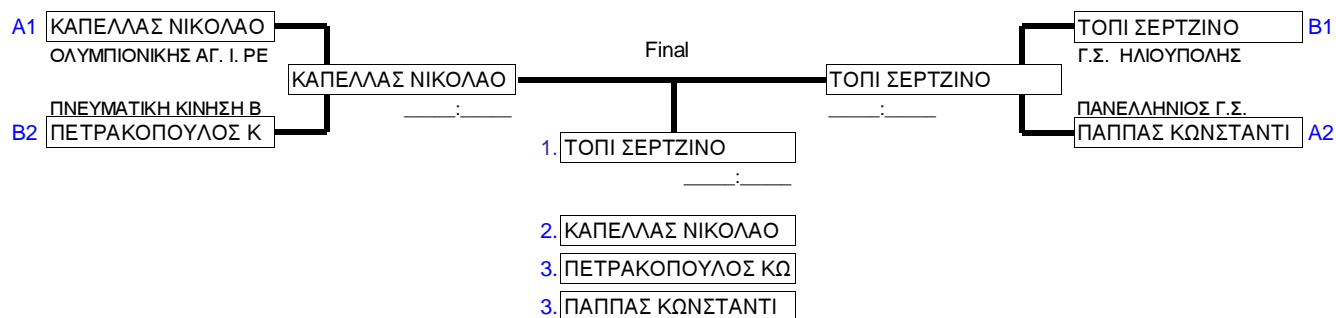 A1 ΚΑΠΕΛΛΑΣ ΝΙΚΟΛΑΟ
ΟΛΥΜΠΙΟΝΙΚΗΣ ΑΓ. Ι. ΡΕ
ΠΝΕΥΜΑΤΙΚΗ ΚΙΝΗΣΗ Β
B2 ΠΕΤΡΑΚΟΠΟΥΛΟΣ Κ
ΚΑΠΕΛΛΑΣ ΝΙΚΟΛΑΟ
_____:_____
Final
ΤΟΠΙ ΣΕΡΤΖΙΝΟ
_____:_____
ΤΟΠΙ ΣΕΡΤΖΙΝΟ B1
Γ.Σ. ΗΛΙΟΥΠΟΛΗΣ
ΠΑΝΕΛΛΗΝΙΟΣ Γ.Σ.
ΠΑΠΠΑΣ ΚΩΝΣΤΑΝΤΙ A2
1. ΤΟΠΙ ΣΕΡΤΖΙΝΟ
_____:_____
2. ΚΑΠΕΛΛΑΣ ΝΙΚΟΛΑΟ
3. ΠΕΤΡΑΚΟΠΟΥΛΟΣ ΚΩ
3. ΠΑΠΠΑΣ ΚΩΝΣΤΑΝΤΙ